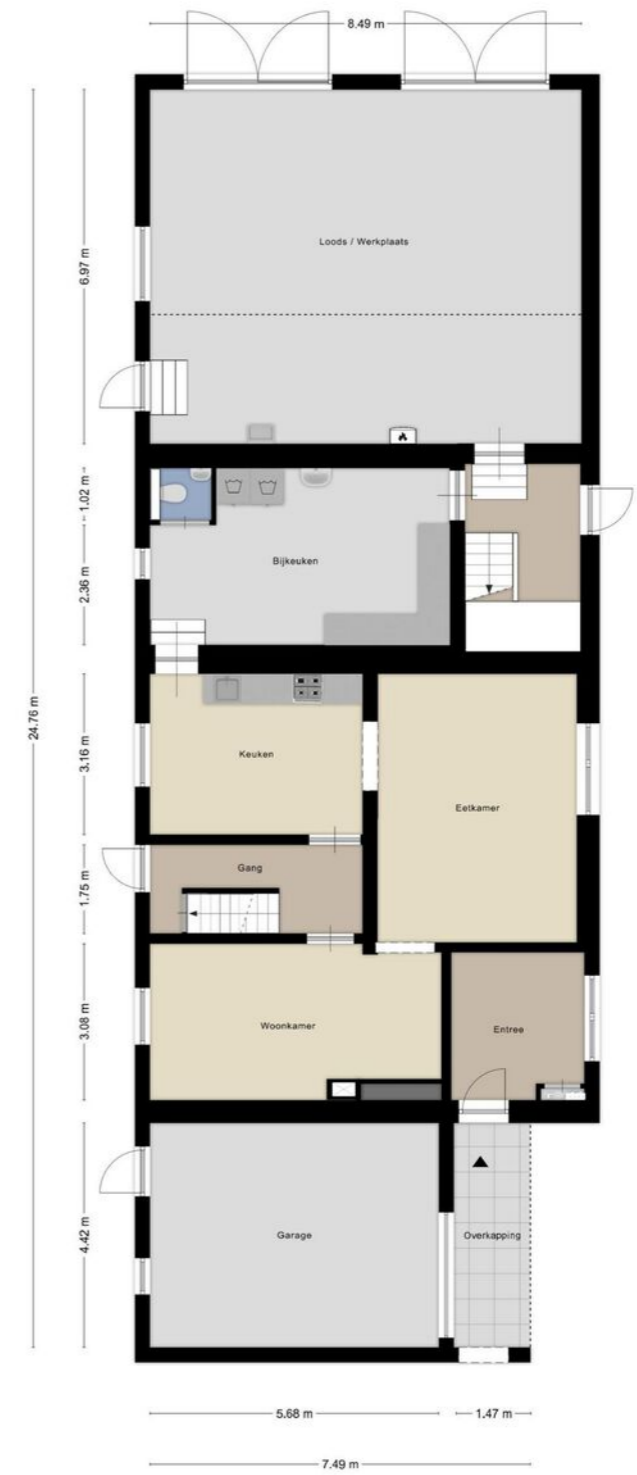 8.49 m
Loods / Werkplaats
6.97 m
1.02 m
2.36 m
Bijkeuken
24.76 m
3.16 m
Keuken
Eetkamer
1.75 m
Gang
3.08 m
Woonkamer
Entree
4.42 m
Garage
Overkapping
5.68 m
1.47 m
7.49 m